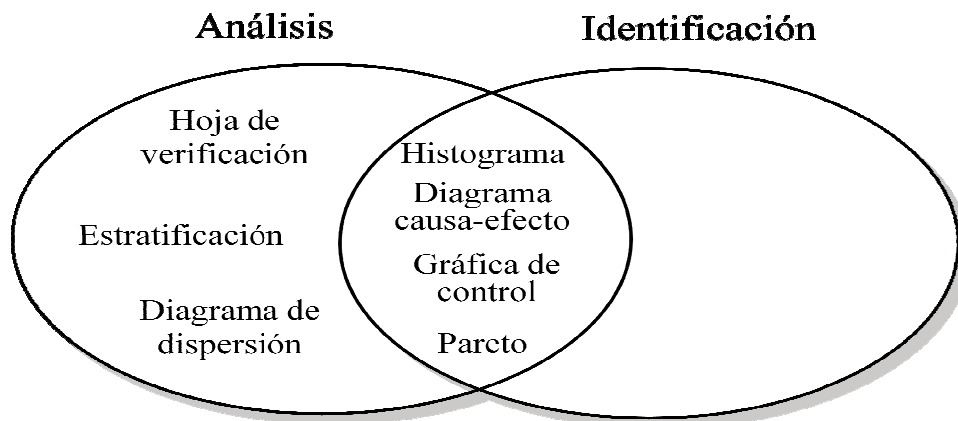 Análisis
Identificación
Hoja de
verificación
Estratificación
Diagrama de
dispersión
Histograma
Diagrama
causa-efecto
Gráfica de
control
Parcto